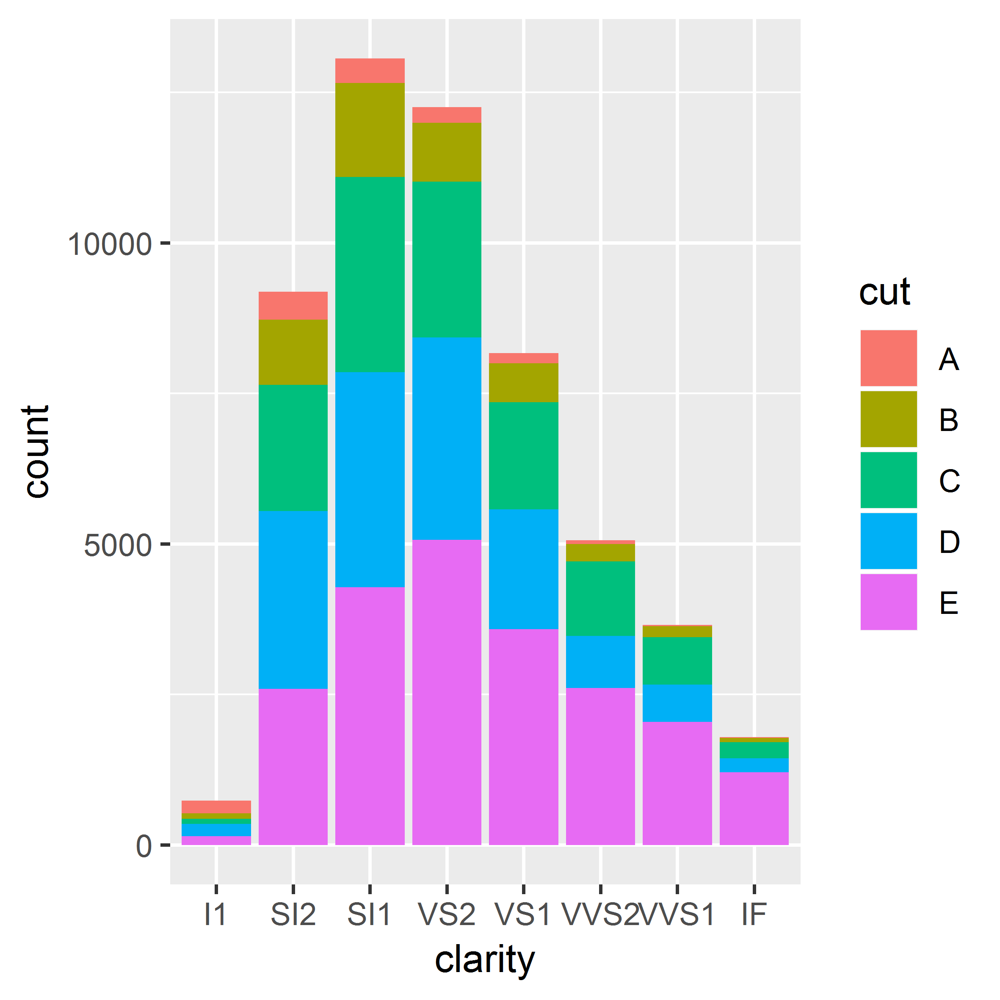 10000
5000
0
count
I1 SI2 SI1 VS2 VS1 VVS2 VVS1 IF
clarity
cut
A
B
C
D
E